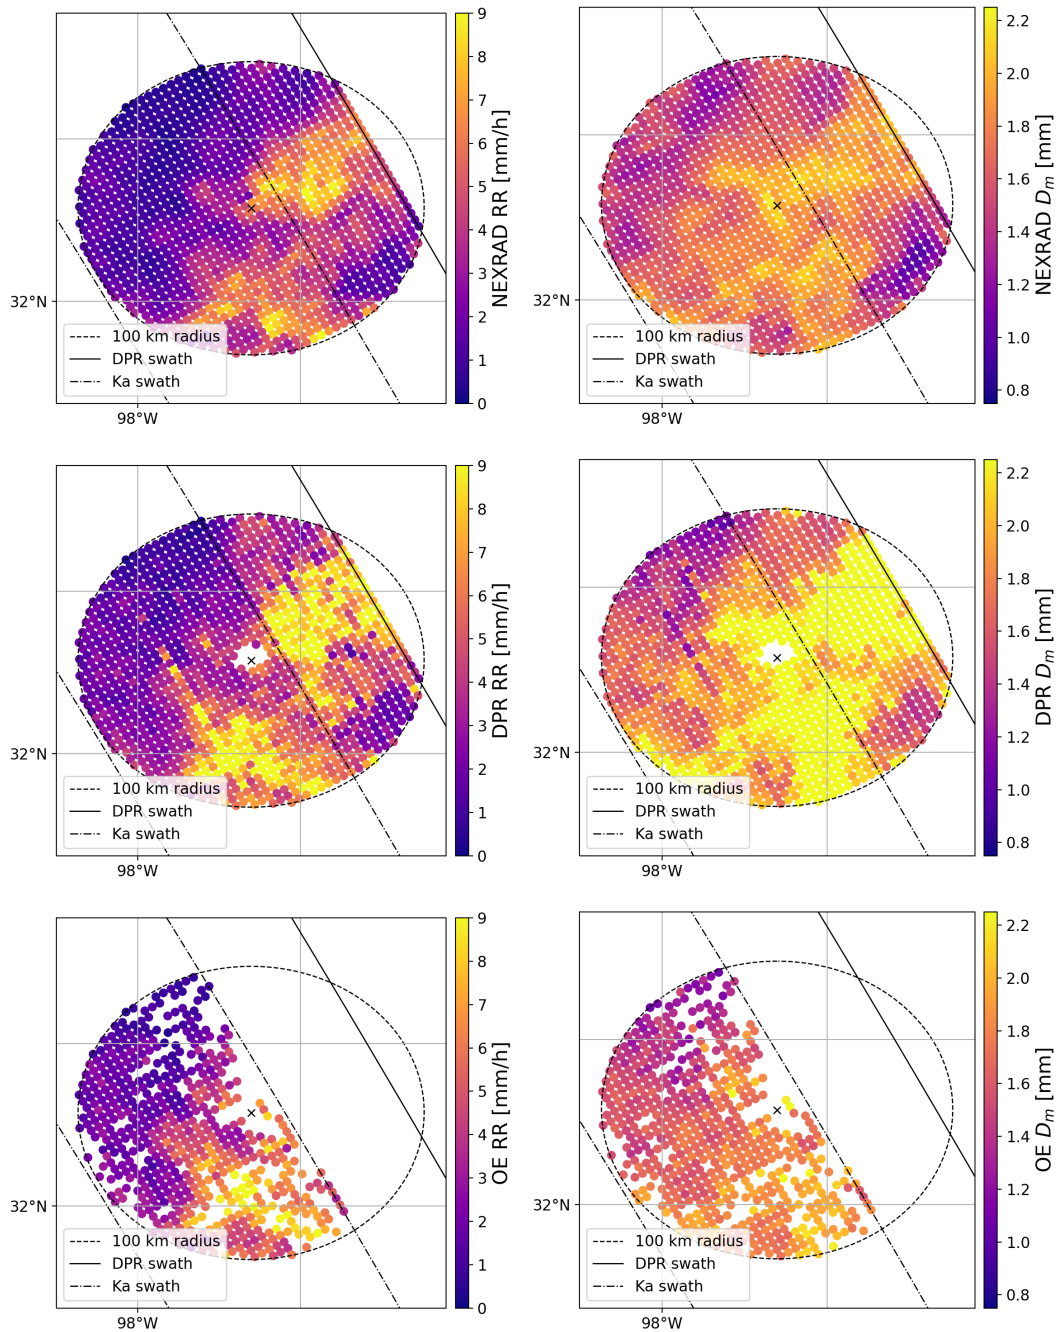 9
8
7
6
5
4
3
2
1
0
NEXRAD RR [mm/h]
32°N
98°W
100 km radius
DPR swath
Ka swath
2.2
2.0
1.8
1.6
1.4
1.2
1.0
0.8
NEXRAD Dm [mm]
32°N
98°W
100 km radius
DPR swath
Ka swath
9
8
7
6
5
4
3
2
1
0
DPR RR [mm/h]
32°N
98°W
100 km radius
DPR swath
Ka swath
2.2
2.0
1.8
1.6
1.4
1.2
1.0
0.8
DPR Dm [mm]
32°N
98°W
100 km radius
DPR swath
Ka swath
9
8
7
6
5
4
3
2
1
0
OE RR [mm/h]
32°N
98°W
100 km radius
DPR swath
Ka swath
2.2
2.0
1.8
1.6
1.4
1.2
1.0
0.8
OE Dm [mm]
32°N
98°W
100 km radius
DPR swath
Ka swath